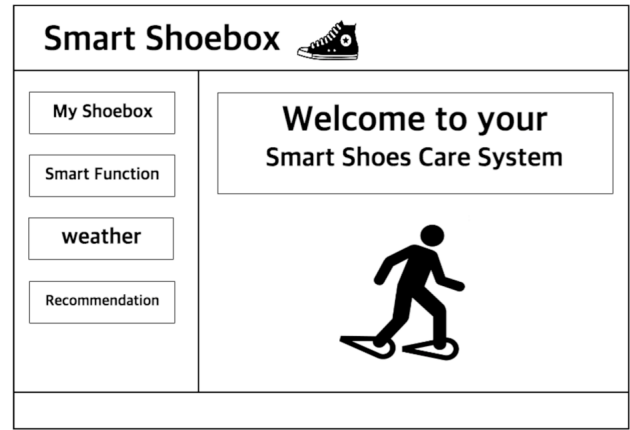 Smart Shoebox
My Shoebox
Smart Function
weather
Recommendation
Welcome to your
Smart Shoes Care System